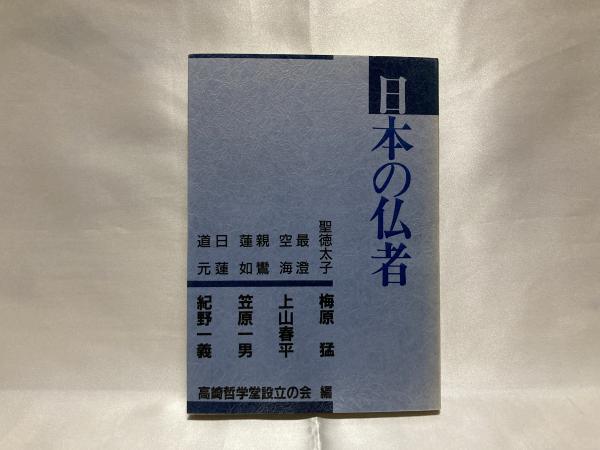 日本の仏者
聖徳太子
最澄
空海
親鸞
蓮如
日蓮
道元
梅原 猛
上山春平
笠原一男
紀野一義
高崎哲学堂設立の会 編